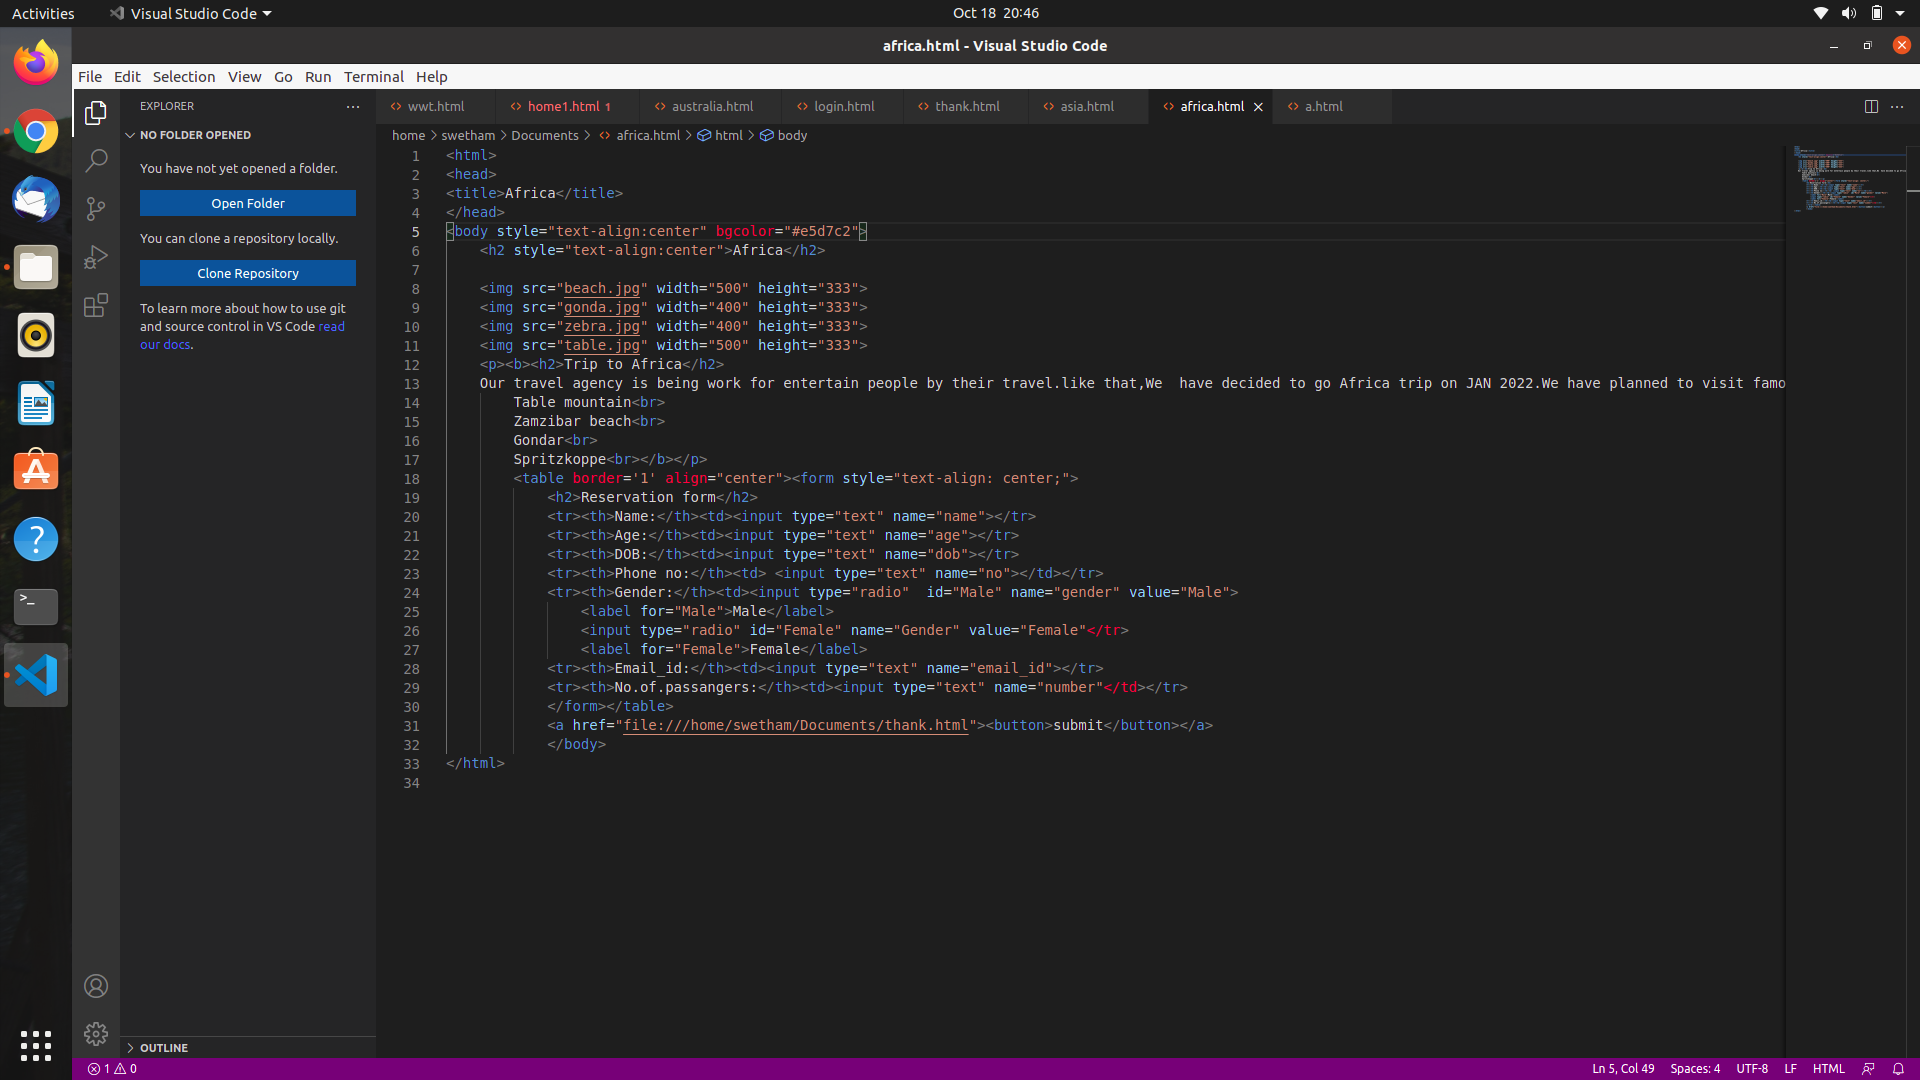 Activities
Visual Studio Code
Oct 18 20:46
africa.html - Visual Studio Code
File Edit Selection View Go Run Terminal Help
EXPLORER
NO FOLDER OPENED
You have not yet opened a folder.
Open Folder
You can clone a repository locally.
Clone Repository
To learn more about how to use git
and source control in VS Code read
our docs.
OUTLINE
wwt.html
home1.html 1
australia.html
login.html
thank.html
asia.html
africa.html
a.html
home > swetham > Documents > africa.html > html > body
1 <html>
2 <head>
3 <title>Africa</title>
4 </head>
5 <body style="text-align:center" bgcolor="#e5d7c2">
6 <h2 style="text-align:center">Africa</h2>
7
8 <img src="beach.jpg" width="500" height="333">
9 <img src="gonda.jpg" width="400" height="333">
10 <img src="zebra.jpg" width="400" height="333">
11 <img src="table.jpg" width="500" height="333">
12 <p><b><h2>Trip to Africa</h2>
13 Our travel agency is being work for entertain people by their travel.like that,We  have decided to go Africa trip on JAN 2022.We have planned to visit famo
14 Table mountain<br>
15 Zamzibar beach<br>
16 Gondar<br>
17 Spritzkoppe<br></b></p>
18 <table border='1' align="center"><form style="text-align: center;">
19 <h2>Reservation form</h2>
20 <tr><th>Name:</th><td><input type="text" name="name"></tr>
21 <tr><th>Age:</th><td><input type="text" name="age"></tr>
22 <tr><th>DOB:</th><td><input type="text" name="dob"></tr>
23 <tr><th>Phone no:</th><td> <input type="text" name="no"></td></tr>
24 <tr><th>Gender:</th><td><input type="radio"  id="Male" name="gender" value="Male">
25 <label for="Male">Male</label>
26 <input type="radio" id="Female" name="Gender" value="Female"</tr>
27 <label for="Female">Female</label>
28 <tr><th>Email_id:</th><td><input type="text" name="email_id"></tr>
29 <tr><th>No.of.passangers:</th><td><input type="text" name="number"</td></tr>
30 </form></table>
31 <a href="file:///home/swetham/Documents/thank.html"><button>submit</button></a>
32 </body>
33 </html>
34
1 0
Ln 5, Col 49
Spaces: 4
UTF-8
LF
HTML